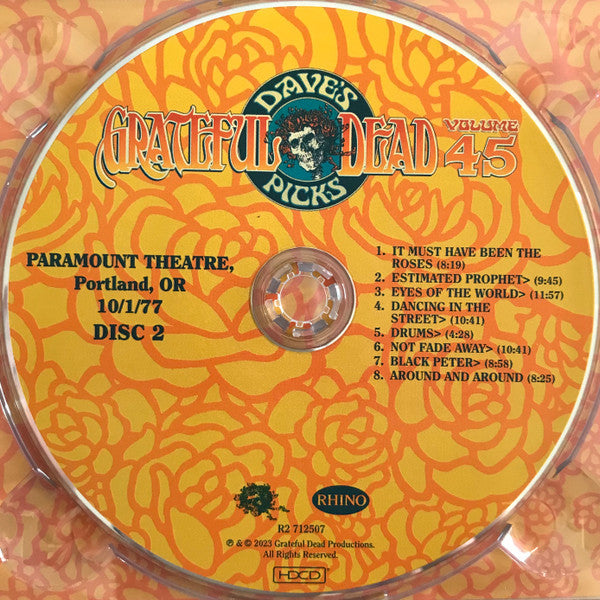 DAVE'S
GRATEFUL DEAD
PICKS
VOLUME
45
PARAMOUNT THEATRE,
Portland, OR
10/1/77
DISC 2
1. IT MUST HAVE BEEN THE
ROSES (8:19)
2. ESTIMATED PROPHET> (9:45)
3. EYES OF THE WORLD> (11:57)
4. DANCING IN THE
STREET> (10:41)
5. DRUMS> (4:28)
6. NOT FADE AWAY> (10:41)
7. BLACK PETER> (8:58)
8. AROUND AND AROUND (8:25)
RHINO
R2 712507
℗ & © 2023 Grateful Dead Productions.
All Rights Reserved.
HDCD